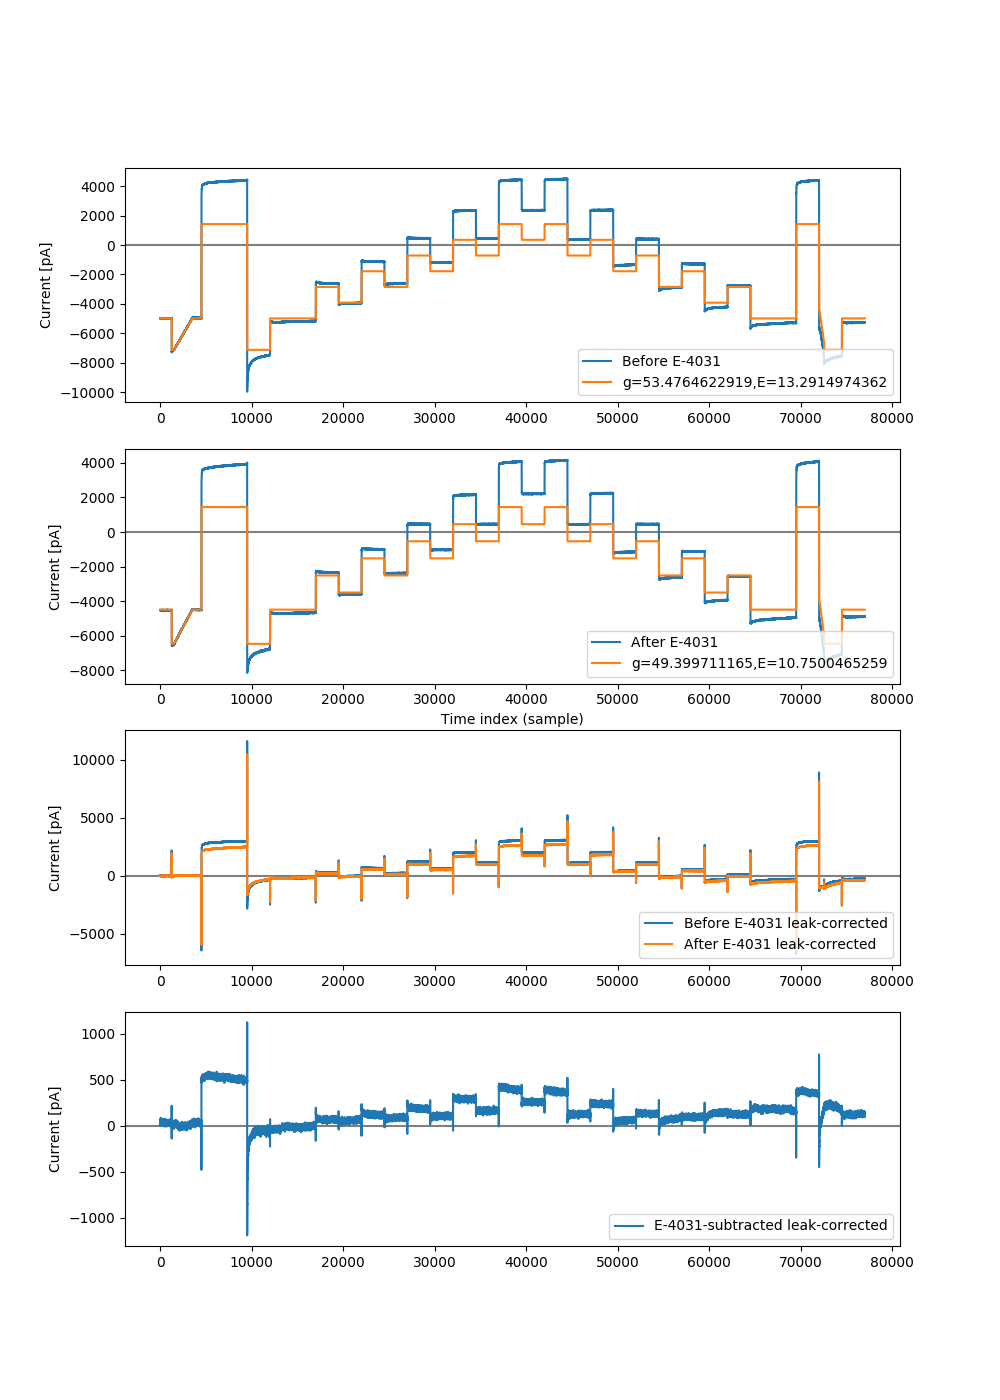 4000
2000
0
−2000
−4000
−6000
−8000
−10000
Current [pA]
Before E-4031
g=53.4764622919,E=13.2914974362
0 10000 20000 30000 40000 50000 60000 70000 80000
4000
2000
0
−2000
−4000
−6000
−8000
Current [pA]
After E-4031
g=49.399711165,E=10.7500465259
0 10000 20000 30000 40000 50000 60000 70000 80000
Time index (sample)
10000
5000
0
−5000
Current [pA]
Before E-4031 leak-corrected
After E-4031 leak-corrected
0 10000 20000 30000 40000 50000 60000 70000 80000
1000
500
0
−500
−1000
Current [pA]
E-4031-subtracted leak-corrected
0 10000 20000 30000 40000 50000 60000 70000 80000